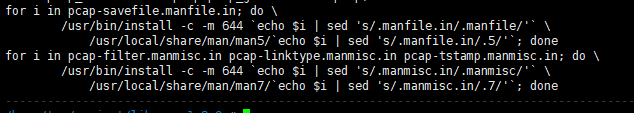 for i in pcap-savefile.manfile.in; do \
/usr/bin/install -c -m 644 `echo $i | sed 's/.manfile.in/.manfile/'` \
/usr/local/share/man/man5/`echo $i | sed 's/.manfile.in/.5/'`; done
for i in pcap-filter.manmisc.in pcap-linktype.manmisc.in pcap-tstamp.manmisc.in; do \
/usr/bin/install -c -m 644 `echo $i | sed 's/.manmisc.in/.manmisc/'` \
/usr/local/share/man/man7/`echo $i | sed 's/.manmisc.in/.7/'`; done